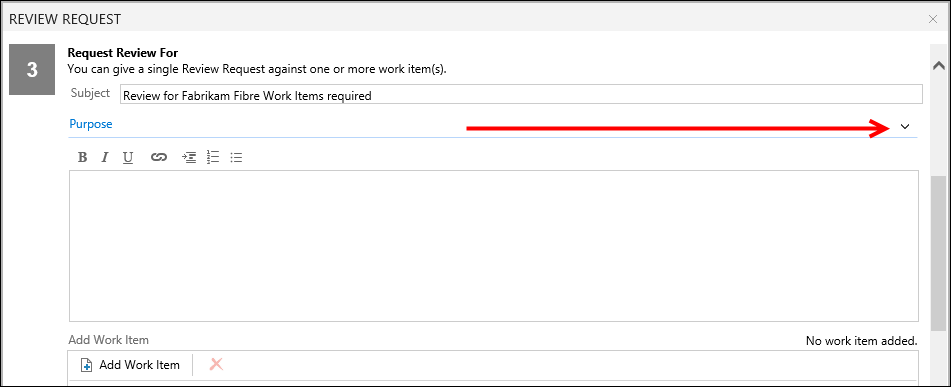 REVIEW REQUEST
3
Request Review For
You can give a single Review Request against one or more work item(s).
Subject
Review for Fabrikam Fibre Work Items required
Purpose
B I U
Add Work Item
No work item added.
Add Work Item